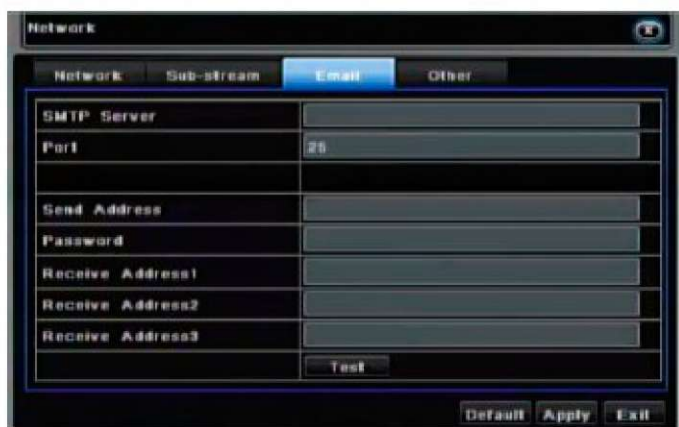 Network
Network Sub-stream Email Other
SMTP Server
Port 25
Send Address
Password
Receive Address1
Receive Address2
Receive Address3
Test
Default Apply Exit